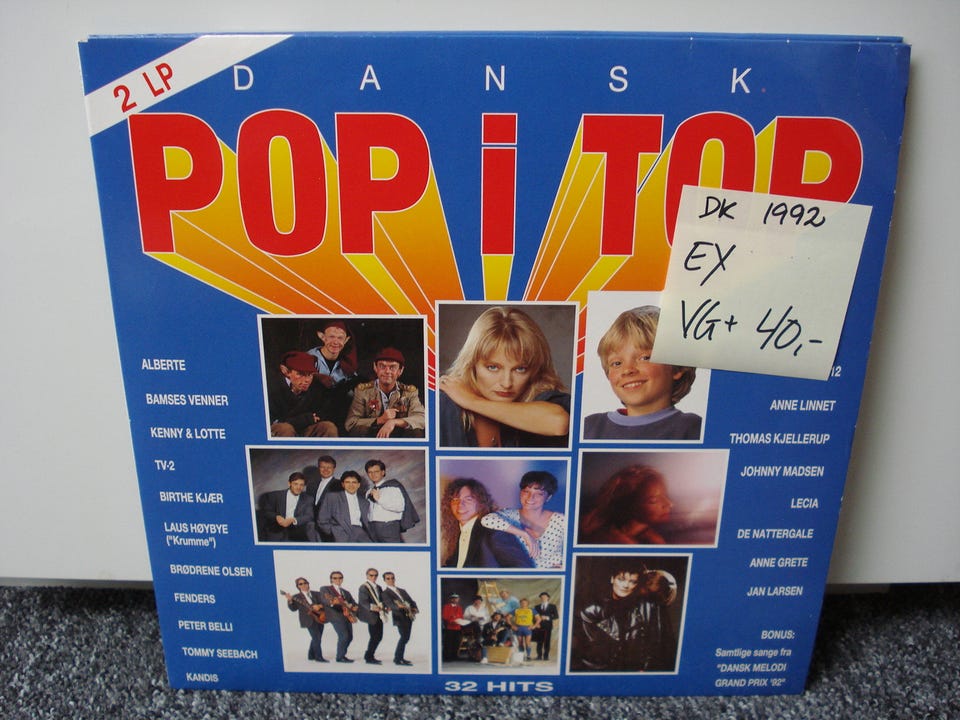 2 LP
DANSK
POP i TOP
DK 1992
EX
VG+ 40,-
ALBERTE
BAMSES VENNER
KENNY & LOTTE
TV-2
BIRTHE KJÆR
LAUS HØYBYE
("Krumme")
BRØDRENE OLSEN
FENDERS
PETER BELLI
TOMMY SEEBACH
KANDIS
12
ANNE LINNET
THOMAS KJELLERUP
JOHNNY MADSEN
LECIA
DE NATTERGALE
ANNE GRETE
JAN LARSEN
BONUS:
Samtlige sange fra
"DANSK MELODI
GRAND PRIX '92"
32 HITS